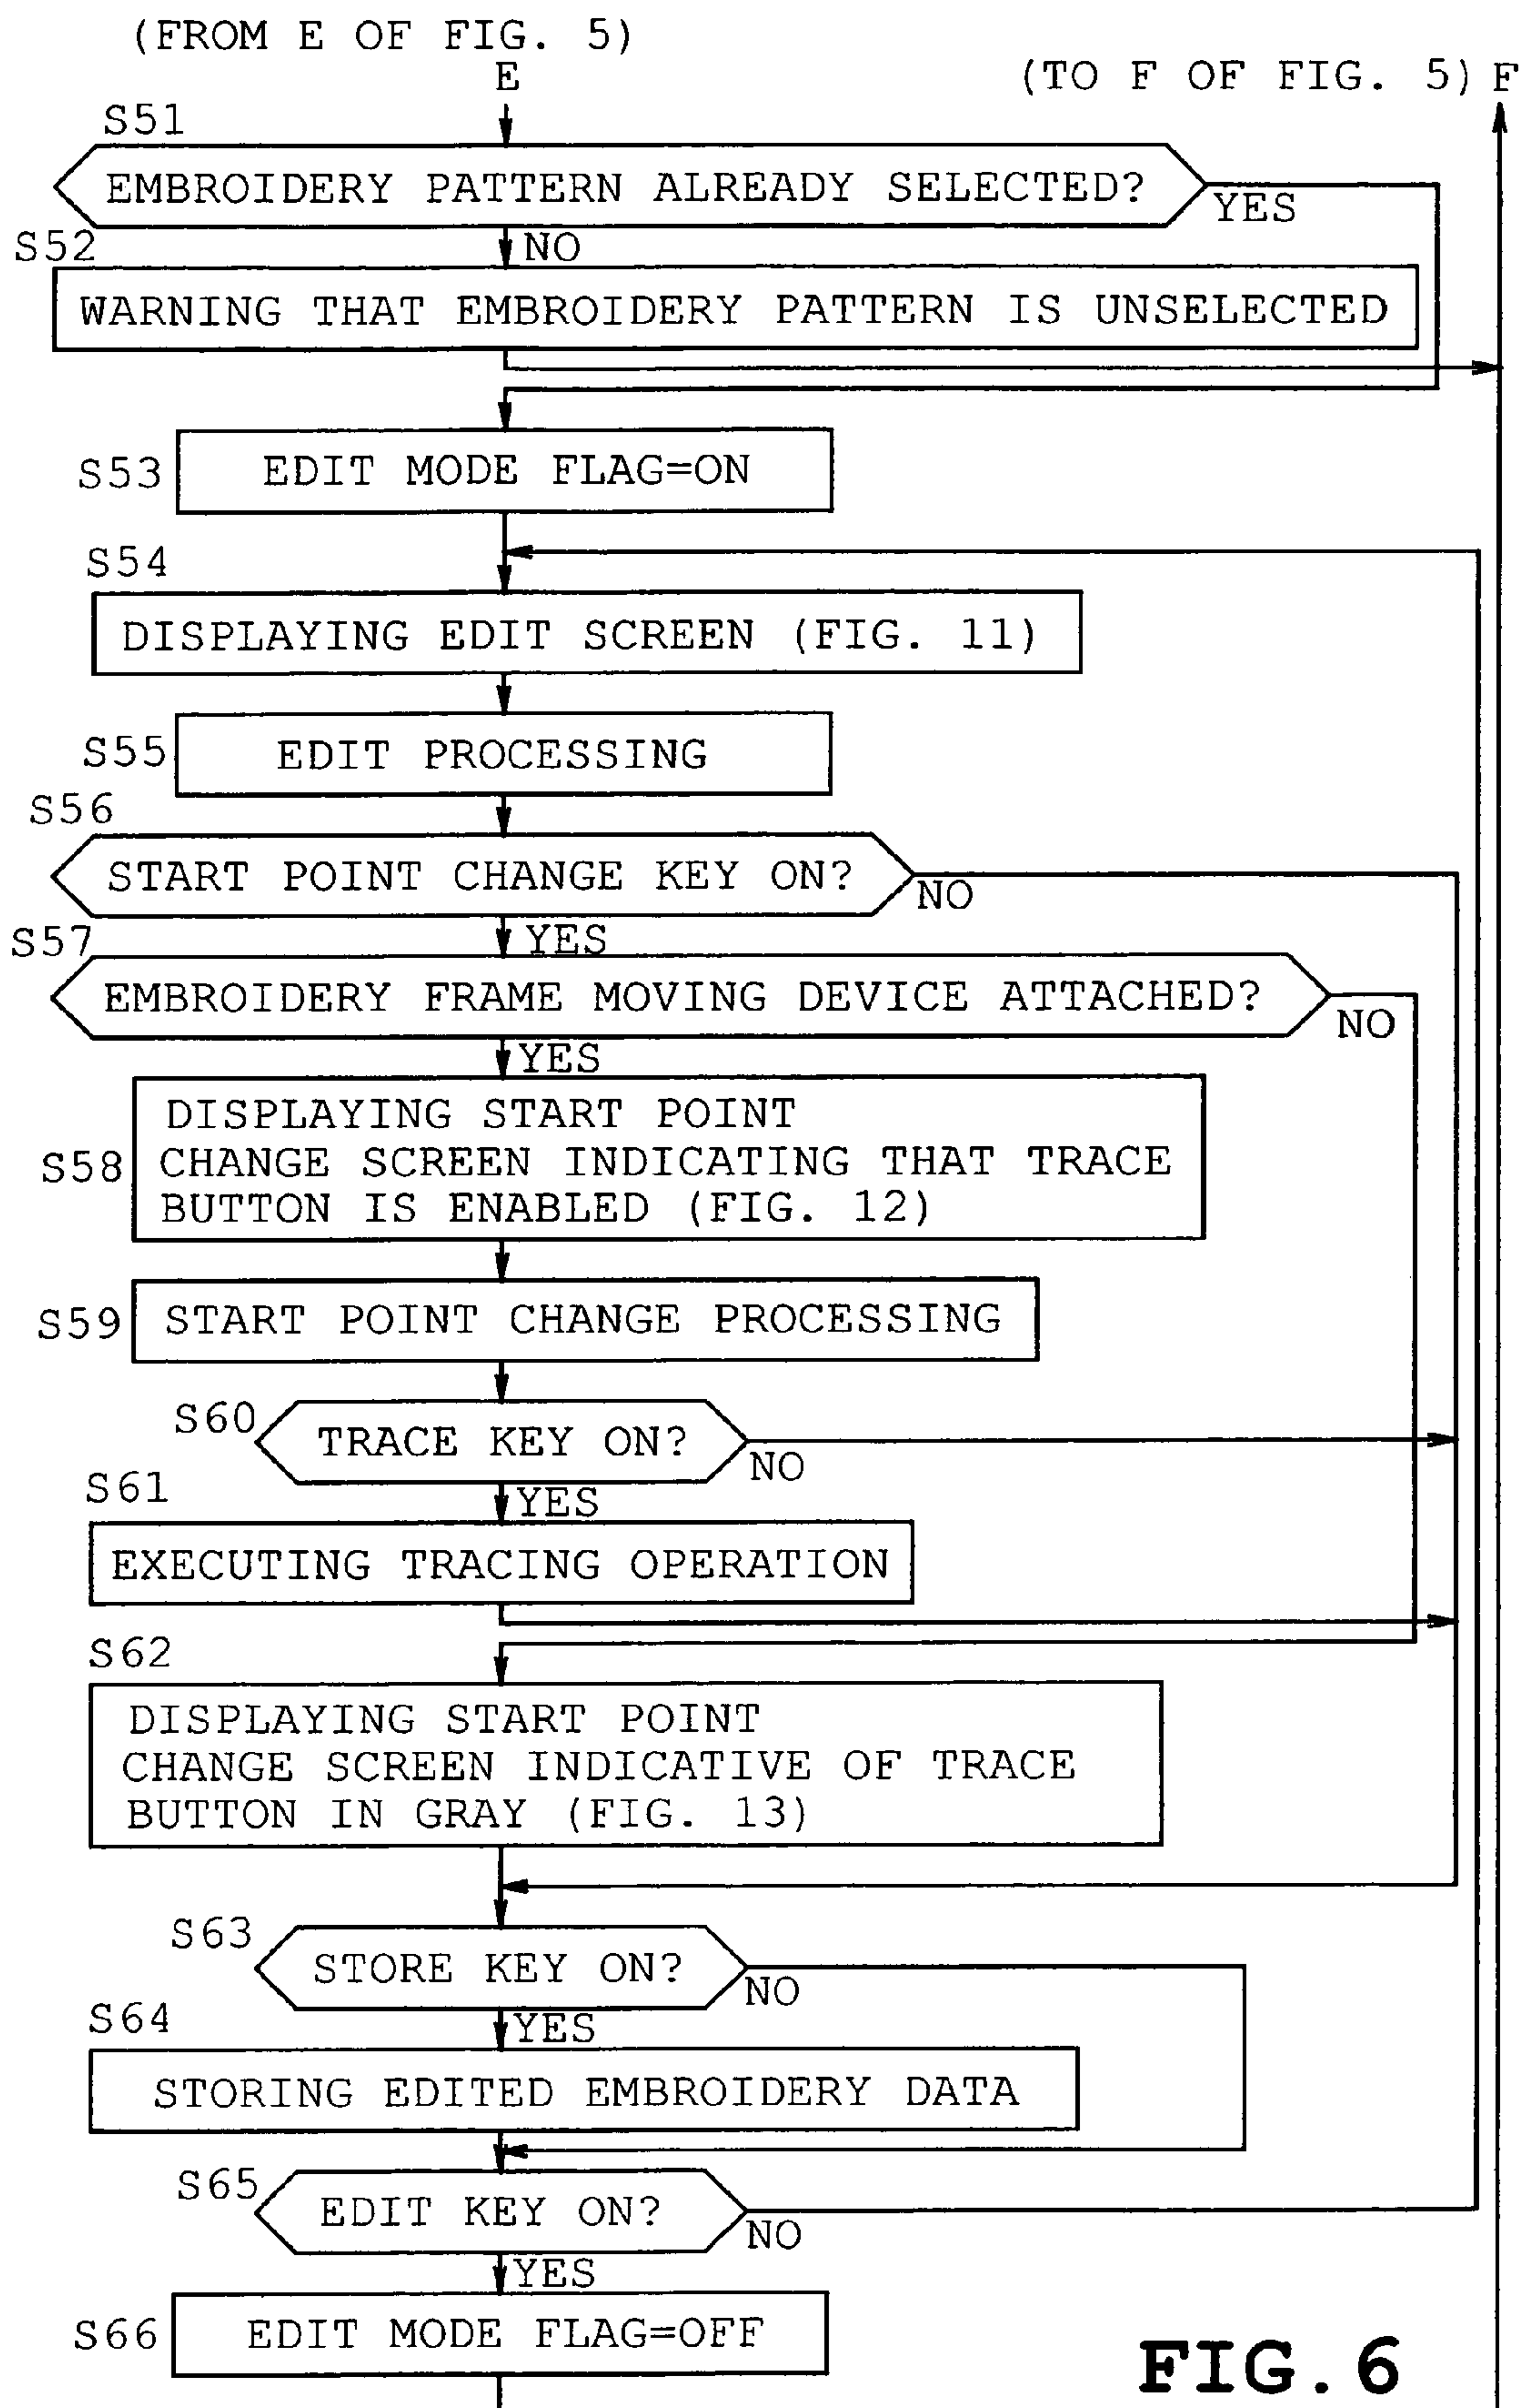 (FROM E OF FIG. 5)
E
(TO F OF FIG. 5) F
S51
EMBROIDERY PATTERN ALREADY SELECTED?
YES
NO
S52
WARNING THAT EMBROIDERY PATTERN IS UNSELECTED
S53
EDIT MODE FLAG=ON
S54
DISPLAYING EDIT SCREEN (FIG. 11)
S55
EDIT PROCESSING
S56
START POINT CHANGE KEY ON?
NO
YES
S57
EMBROIDERY FRAME MOVING DEVICE ATTACHED?
NO
YES
S58
DISPLAYING START POINT
CHANGE SCREEN INDICATING THAT TRACE
BUTTON IS ENABLED (FIG. 12)
S59
START POINT CHANGE PROCESSING
S60
TRACE KEY ON?
NO
YES
S61
EXECUTING TRACING OPERATION
S62
DISPLAYING START POINT
CHANGE SCREEN INDICATIVE OF TRACE
BUTTON IN GRAY (FIG. 13)
S63
STORE KEY ON?
NO
YES
S64
STORING EDITED EMBROIDERY DATA
S65
EDIT KEY ON?
NO
YES
S66
EDIT MODE FLAG=OFF
FIG. 6